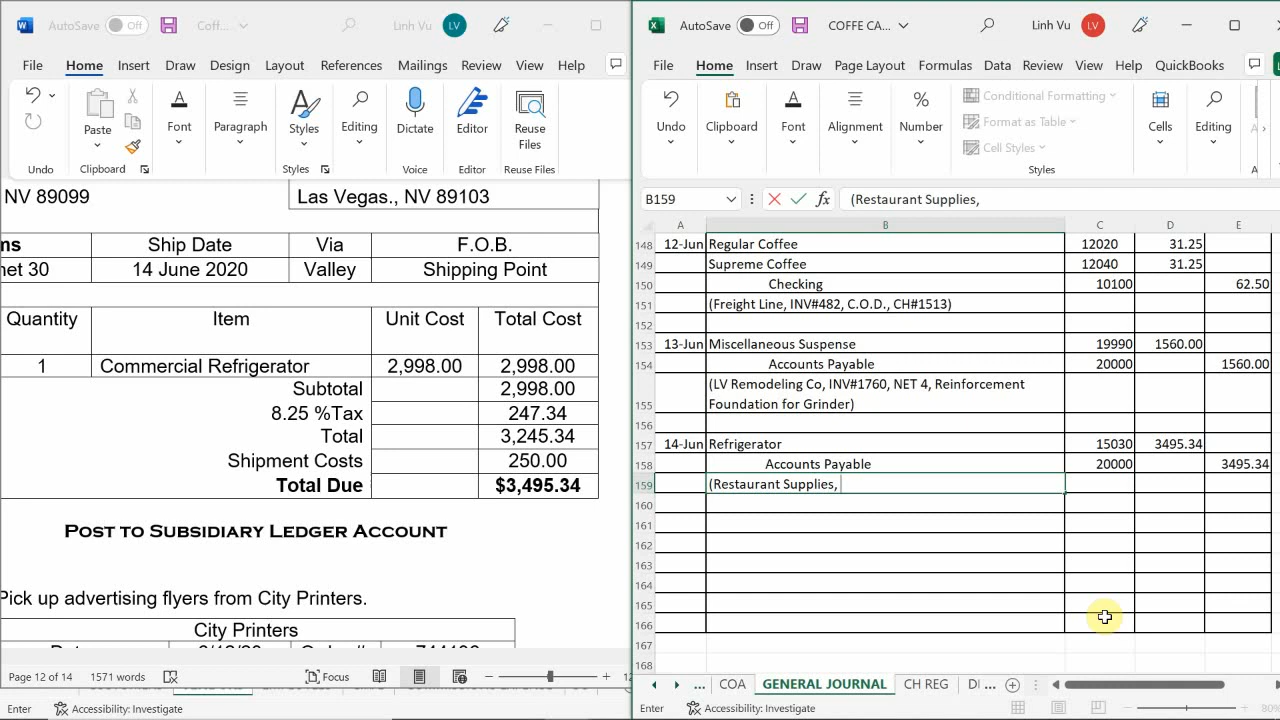 AutoSave Off Coff... Linh Vu LV
File Home Insert Draw Design Layout References Mailings Review View Help
Paste Font Paragraph Styles Editing Dictate Editor Reuse Files
Undo Clipboard Styles Voice Editor Reuse Files
NV 89099 Las Vegas., NV 89103
ms Ship Date Via F.O.B.
net 30 14 June 2020 Valley Shipping Point
Quantity Item Unit Cost Total Cost
1 Commercial Refrigerator 2,998.00 2,998.00
Subtotal 2,998.00
8.25 %Tax 247.34
Total 3,245.34
Shipment Costs 250.00
Total Due $3,495.34
POST TO SUBSIDIARY LEDGER ACCOUNT
Pick up advertising flyers from City Printers.
City Printers
Page 12 of 14 1571 words Focus
Enter Accessibility: Investigate
AutoSave Off COFFE CA... Linh Vu LV
File Home Insert Draw Page Layout Formulas Data Review View Help QuickBooks
Undo Clipboard Font Alignment Number Conditional Formatting Format as Table Cell Styles Cells Editing
Styles
B159 fx (Restaurant Supplies,
A B C D E
148 12-Jun Regular Coffee 12020 31.25
149 Supreme Coffee 12040 31.25
150 Checking 10100 62.50
151 (Freight Line, INV#482, C.O.D., CH#1513)
152
153 13-Jun Miscellaneous Suspense 19990 1560.00
154 Accounts Payable 20000 1560.00
(LV Remodeling Co, INV#1760, NET 4, Reinforcement
155 Foundation for Grinder)
156
157 14-Jun Refrigerator 15030 3495.34
158 Accounts Payable 20000 3495.34
159 (Restaurant Supplies,
160
161
162
163
164
165
166
167
168
... COA GENERAL JOURNAL CH REG DI ...
Enter Accessibility: Investigate 80%